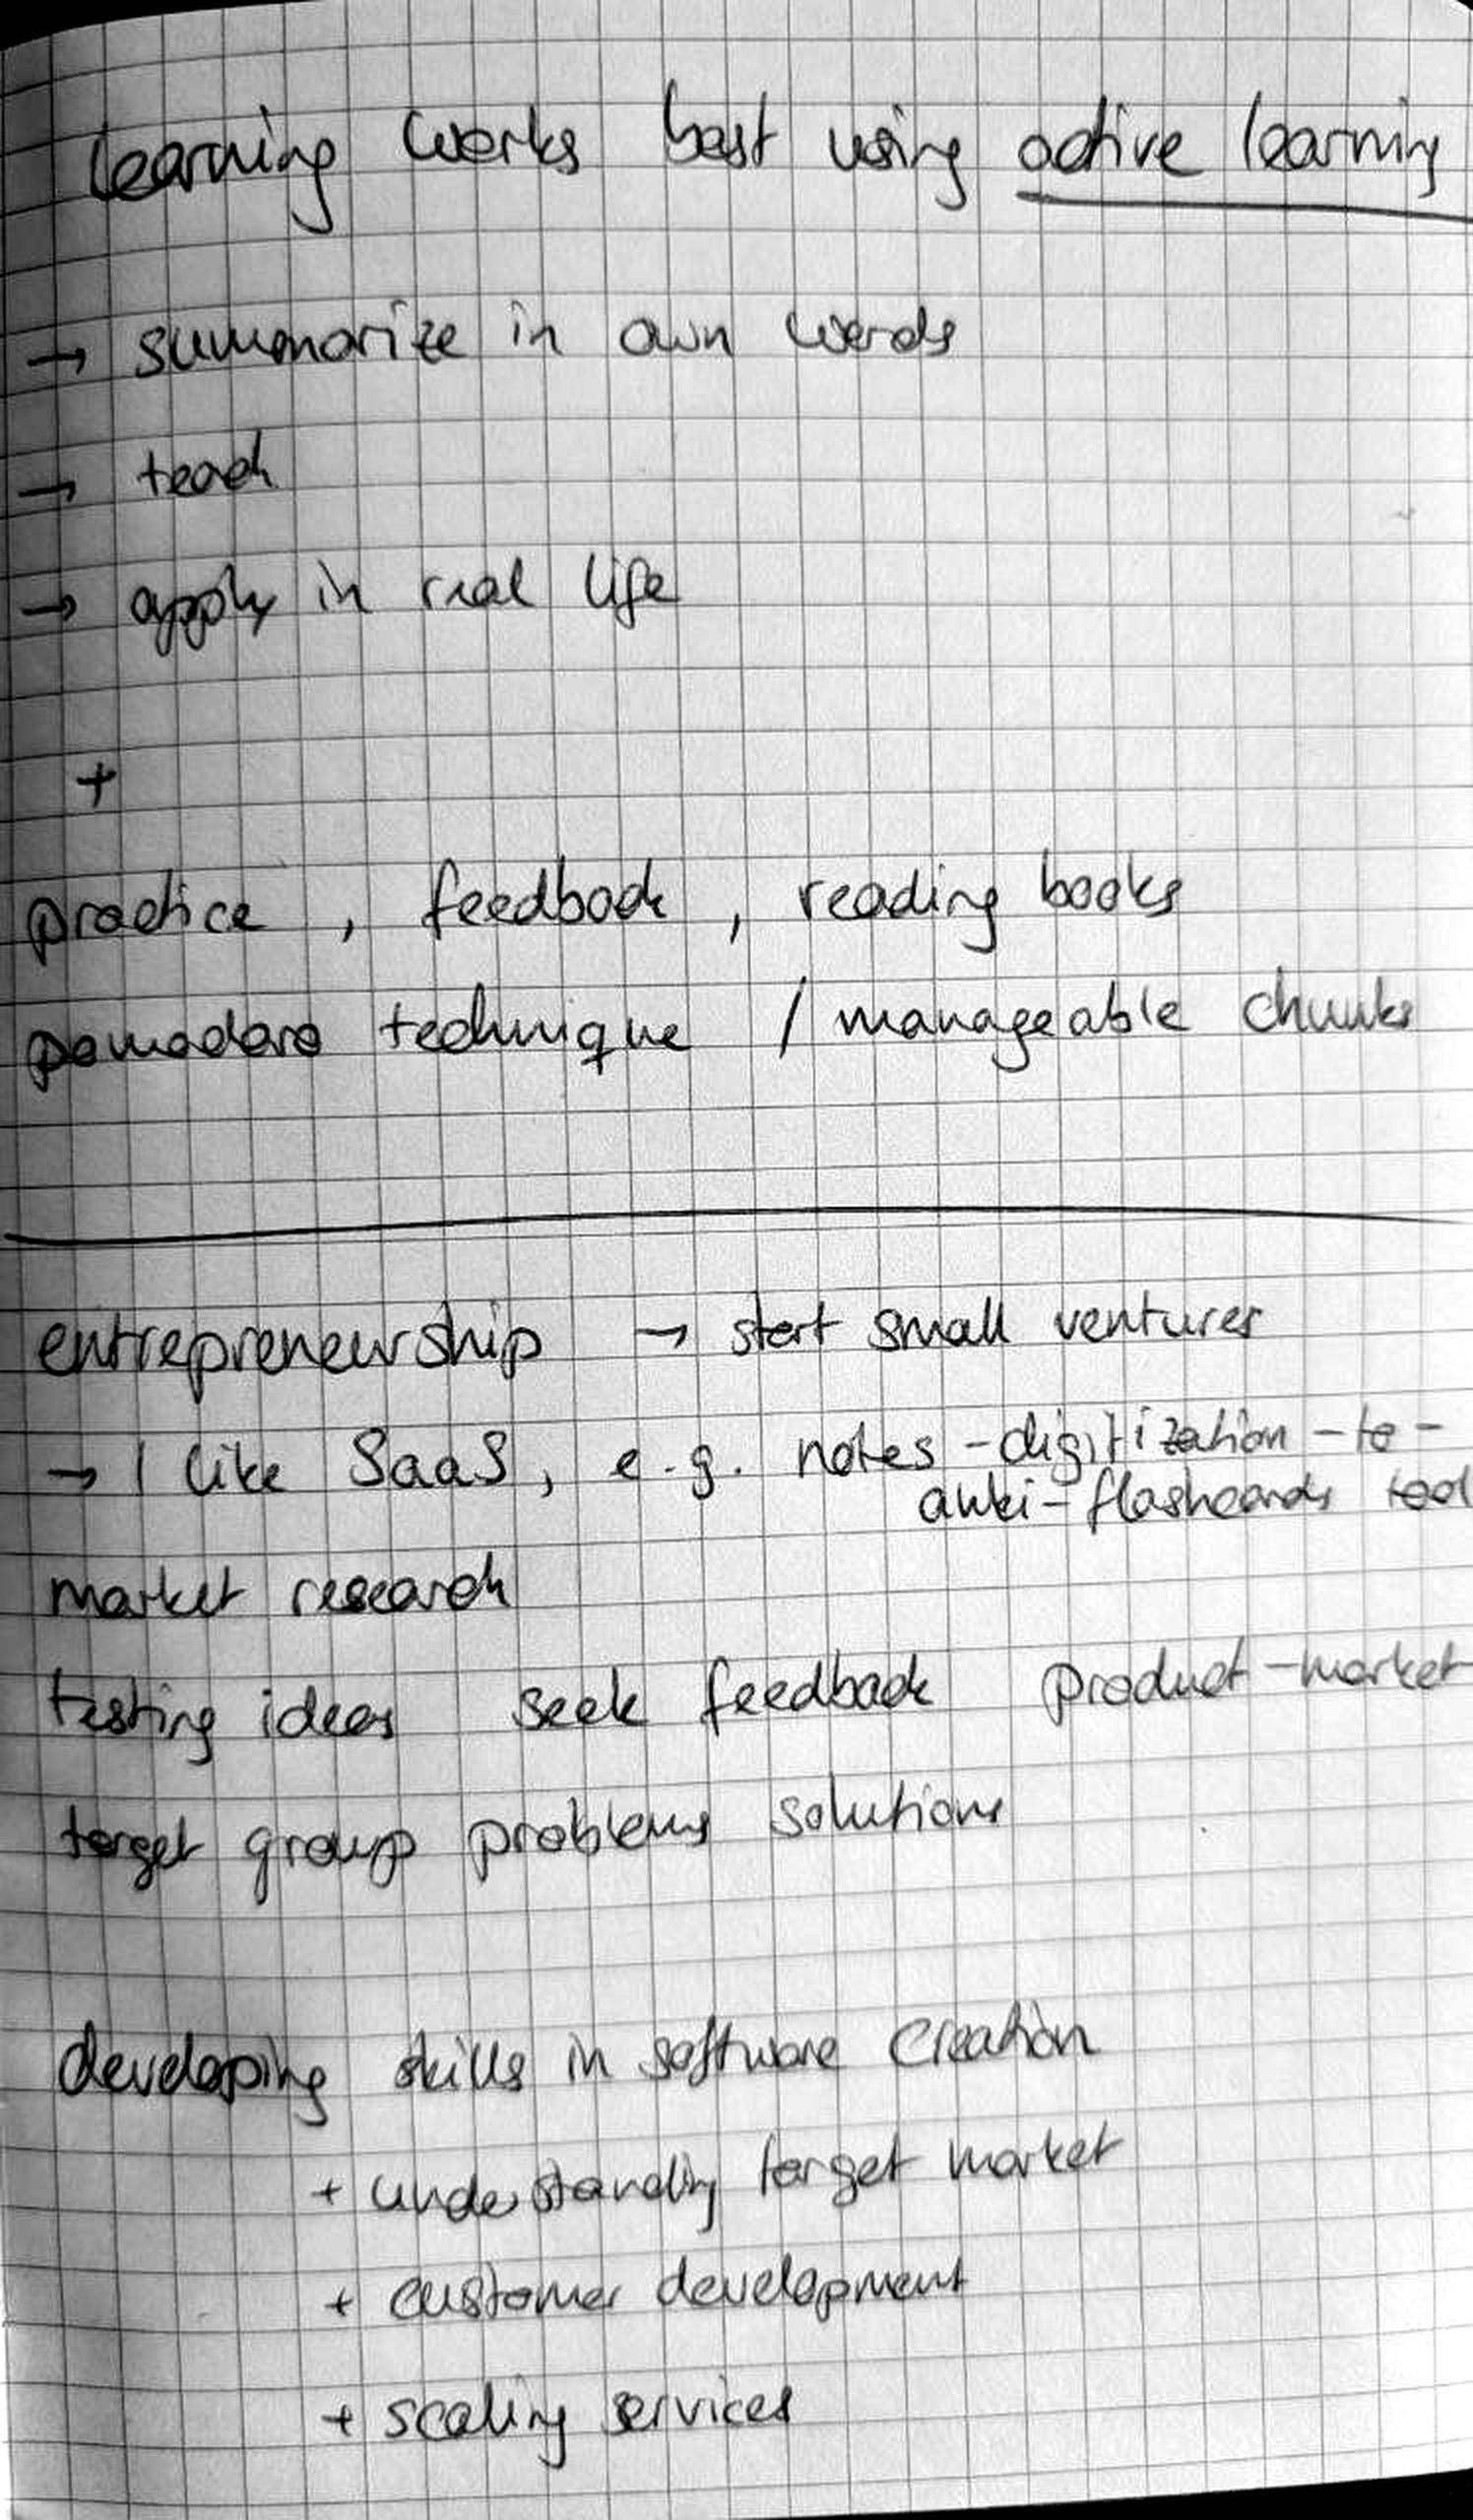 learning works best using active learning
→ summarize in own words
→ teach
→ apply in real life
+
practice , feedback , reading books
pomodoro technique / manageable chunks
entrepreneurship → start small ventures
→ I like SaaS, e.g. notes-digitization-to-
anki-flashcards tool
market research
testing ideas seek feedback product-market
target group problems solutions
developing skills in software creation
+ understanding target market
+ customer development
+ scaling services